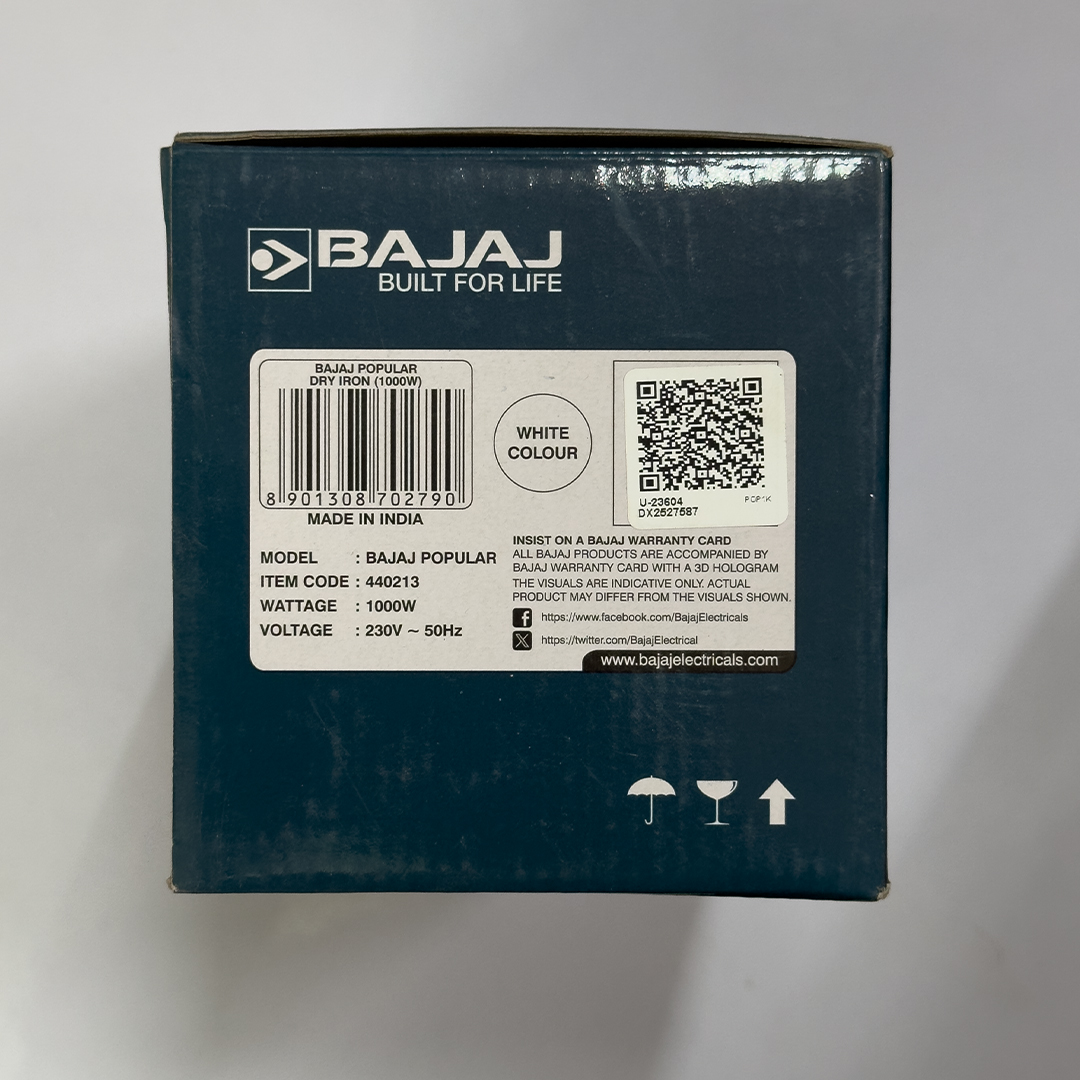 BAJAJ
BUILT FOR LIFE
BAJAJ POPULAR
DRY IRON (1000W)
8 901308 702790
MADE IN INDIA
WHITE
COLOUR
U-23604
POP1K
DX2527587
MODEL : BAJAJ POPULAR
ITEM CODE : 440213
WATTAGE : 1000W
VOLTAGE : 230V ~ 50Hz
INSIST ON A BAJAJ WARRANTY CARD
ALL BAJAJ PRODUCTS ARE ACCOMPANIED BY
BAJAJ WARRANTY CARD WITH A 3D HOLOGRAM
THE VISUALS ARE INDICATIVE ONLY. ACTUAL
PRODUCT MAY DIFFER FROM THE VISUALS SHOWN.
https://www.facebook.com/BajajElectricals
https://twitter.com/BajajElectrical
www.bajajelectricals.com